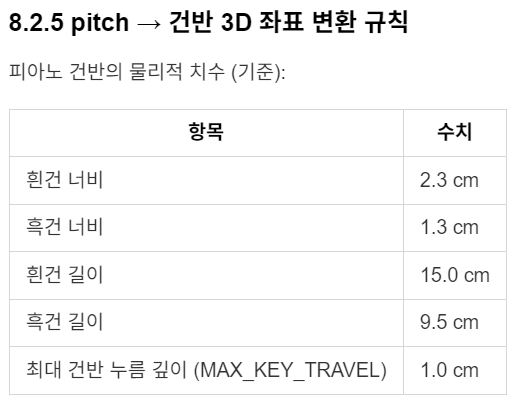 8.2.5 pitch → 건반 3D 좌표 변환 규칙
피아노 건반의 물리적 치수 (기준):
항목 수치
흰건 너비 2.3 cm
흑건 너비 1.3 cm
흰건 길이 15.0 cm
흑건 길이 9.5 cm
최대 건반 누름 깊이 (MAX_KEY_TRAVEL) 1.0 cm